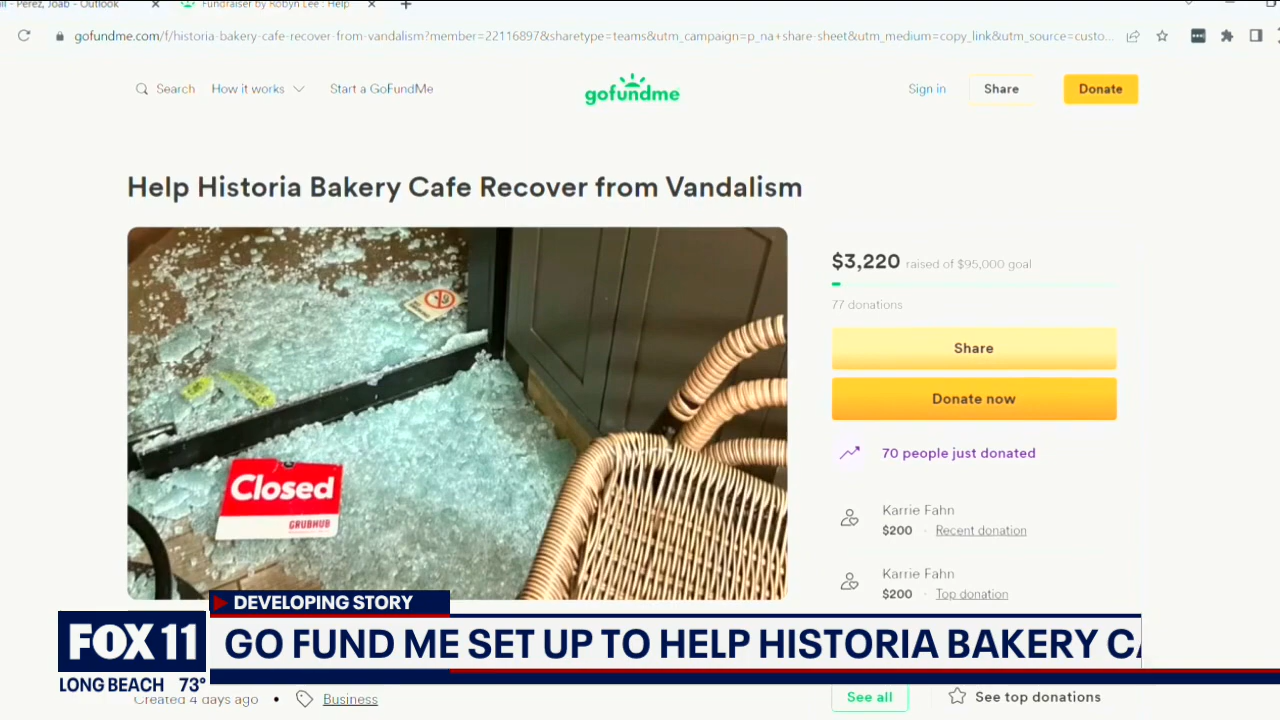 ill - Perez, Joab - Outlook
Fundraiser by Robyn Lee : Help
gofundme.com/f/historia-bakery-cafe-recover-from-vandalism?member=22116897&sharetype=teams&utm_campaign=p_na+share-sheet&utm_medium=copy_link&utm_source=custo...
Search
How it works
Start a GoFundMe
gofundme
Sign in
Share
Donate
Help Historia Bakery Cafe Recover from Vandalism
Closed
GRUBHUB
$3,220 raised of $95,000 goal
77 donations
Share
Donate now
70 people just donated
Karrie Fahn
$200 · Recent donation
Karrie Fahn
$200 · Top donation
DEVELOPING STORY
GO FUND ME SET UP TO HELP HISTORIA BAKERY CA
FOX 11
LONG BEACH 73°
Created 4 days ago • Business
See all
See top donations